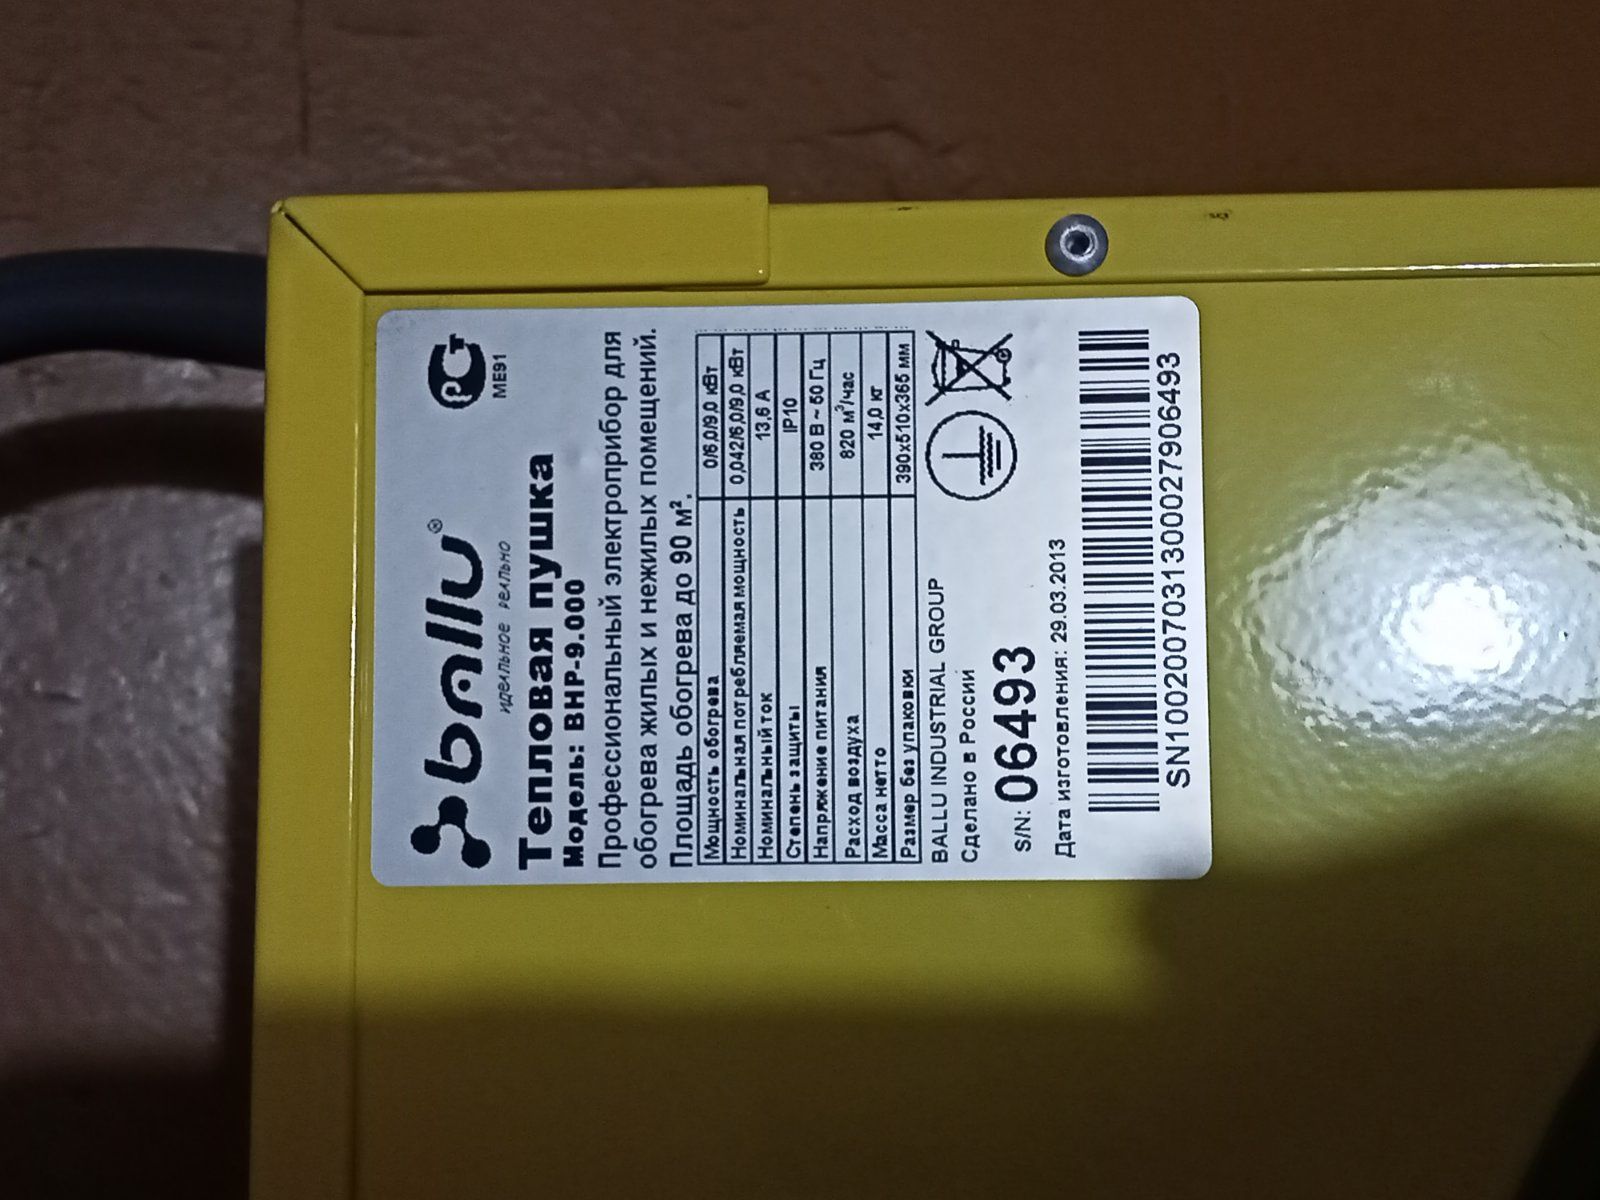 ballu®
идеальное реально
РСТ
МЕ91
Тепловая пушка
Модель: BHP-9.000
Профессиональный электроприбор для
обогрева жилых и нежилых помещений.
Площадь обогрева до 90 м².
Мощность обогрева 0/6,0/9,0 кВт
Номинальная потребляемая мощность 0,042/6,0/9,0 кВт
Номинальный ток 13,6 А
Степень защиты IP10
Напряжение питания 380 В ~ 50 Гц
Расход воздуха 820 м³/час
Масса нетто 14,0 кг
Размер без упаковки 390х510х365 мм
BALLU INDUSTRIAL GROUP
Сделано в России
S/N: 06493
Дата изготовления: 29.03.2013
SN1002007031300027906493